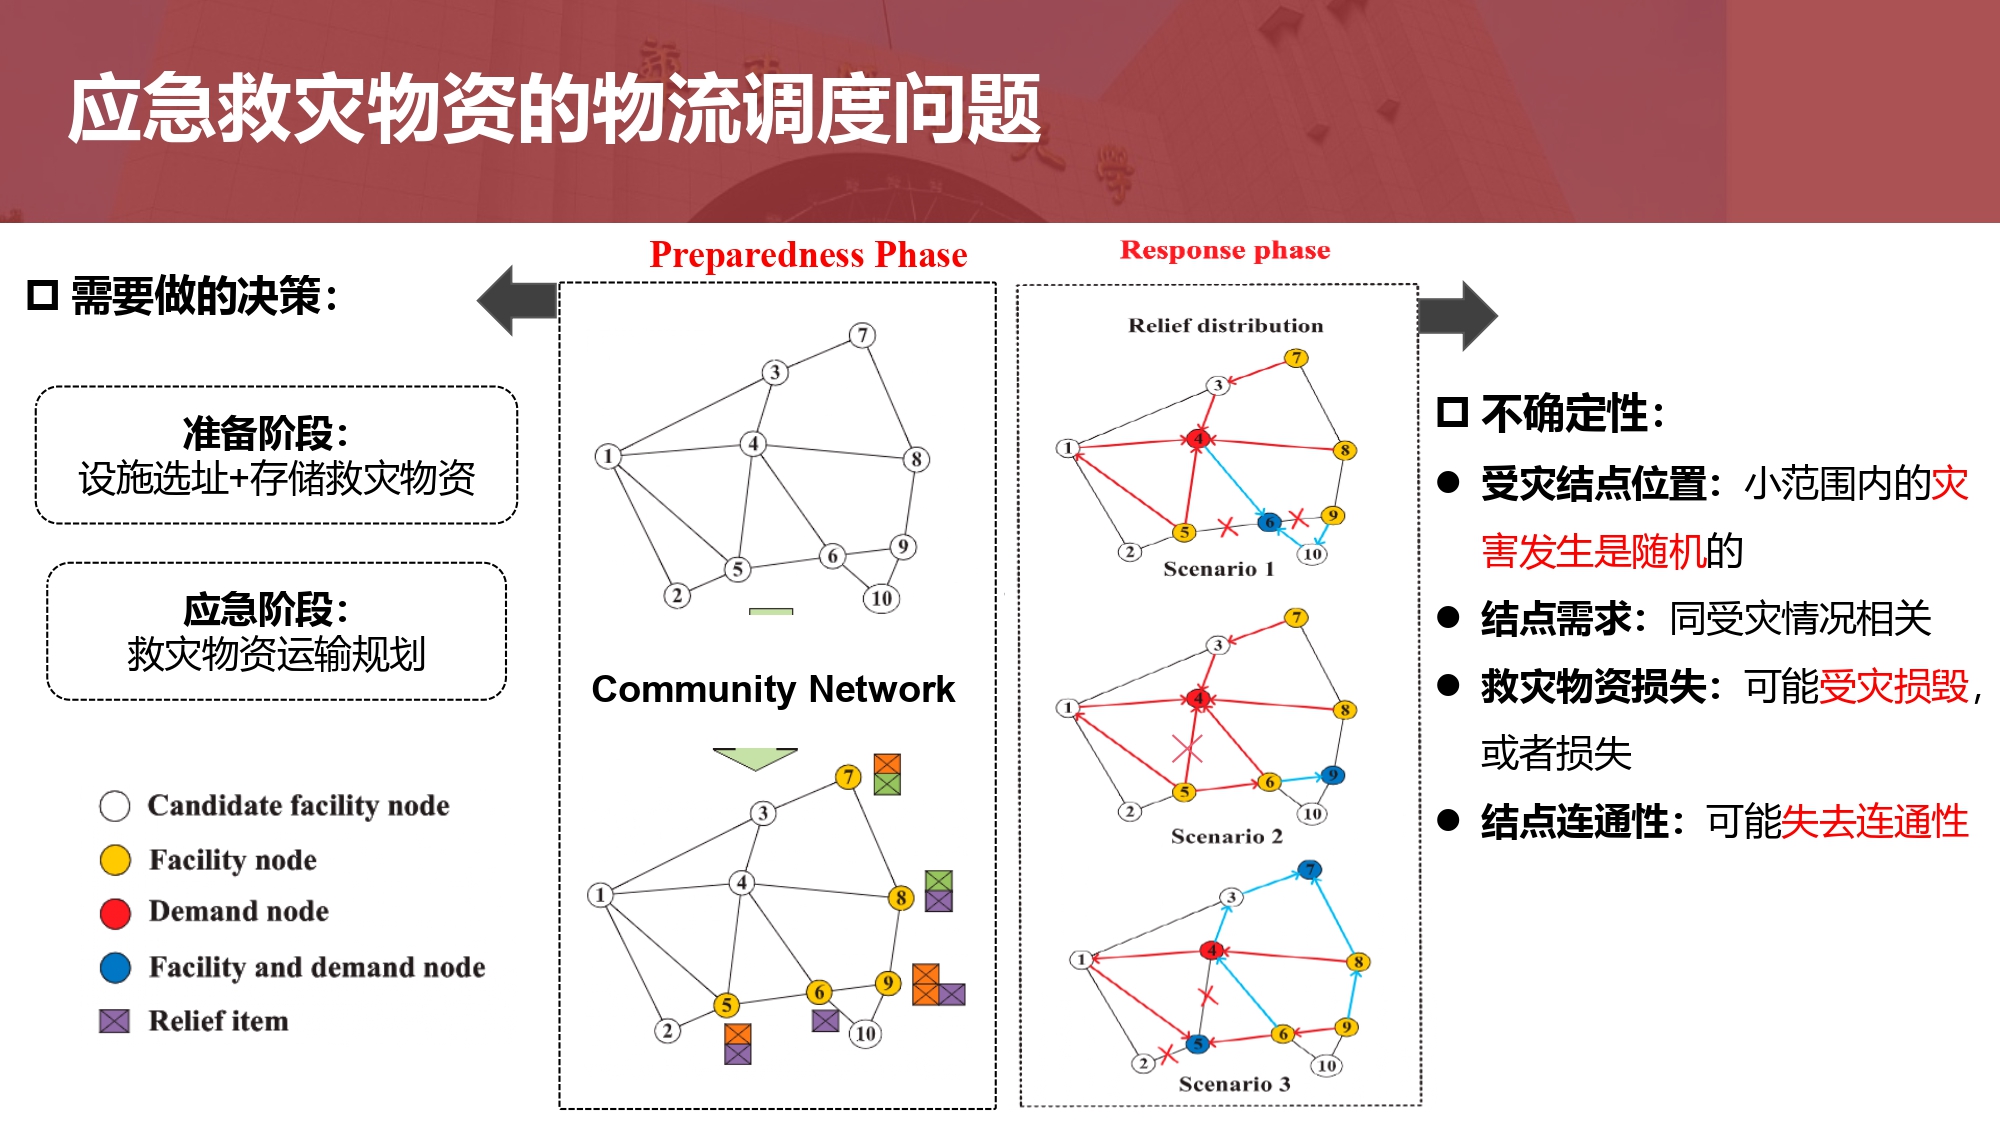 应急救灾物资的物流调度问题
需要做的决策：
准备阶段：
设施选址+存储救灾物资
应急阶段：
救灾物资运输规划
Candidate facility node
Facility node
Demand node
Facility and demand node
Relief item
Preparedness Phase
7
3
4
1
8
9
6
5
2
10
Community Network
7
3
4
1
8
9
6
5
2
10
Response phase
Relief distribution
7
3
4
1
8
9
6
5
2
10
Scenario 1
7
3
4
1
8
9
6
5
2
10
Scenario 2
7
3
4
1
8
9
6
5
2
10
Scenario 3
不确定性：
受灾结点位置：小范围内的灾
害发生是随机的
结点需求：同受灾情况相关
救灾物资损失：可能受灾损毁，
或者损失
结点连通性：可能失去连通性